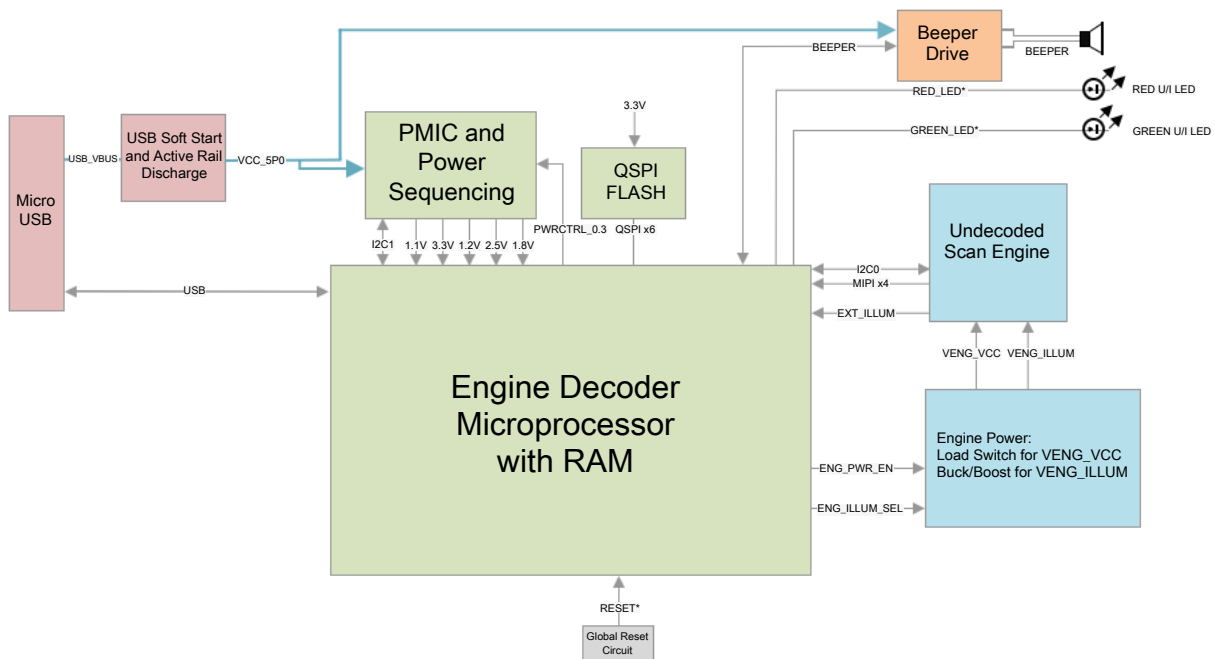 Beeper
Drive
BEEPER
BEEPER
RED_LED*
RED U/I LED
GREEN_LED*
GREEN U/I LED
3.3V
Micro
USB
USB_VBUS
USB Soft Start
and Active Rail
Discharge
VCC_5P0
PMIC and
Power
Sequencing
QSPI
FLASH
I2C1
1.1V
3.3V
1.2V
2.5V
1.8V
PWRCTRL_0.3
QSPI x6
Undecoded
Scan Engine
I2C0
MIPI x4
EXT_ILLUM
USB
VENG_VCC
VENG_ILLUM
Engine Decoder
Microprocessor
with RAM
Engine Power:
Load Switch for VENG_VCC
Buck/Boost for VENG_ILLUM
ENG_PWR_EN
ENG_ILLUM_SEL
RESET*
Global Reset
Circuit